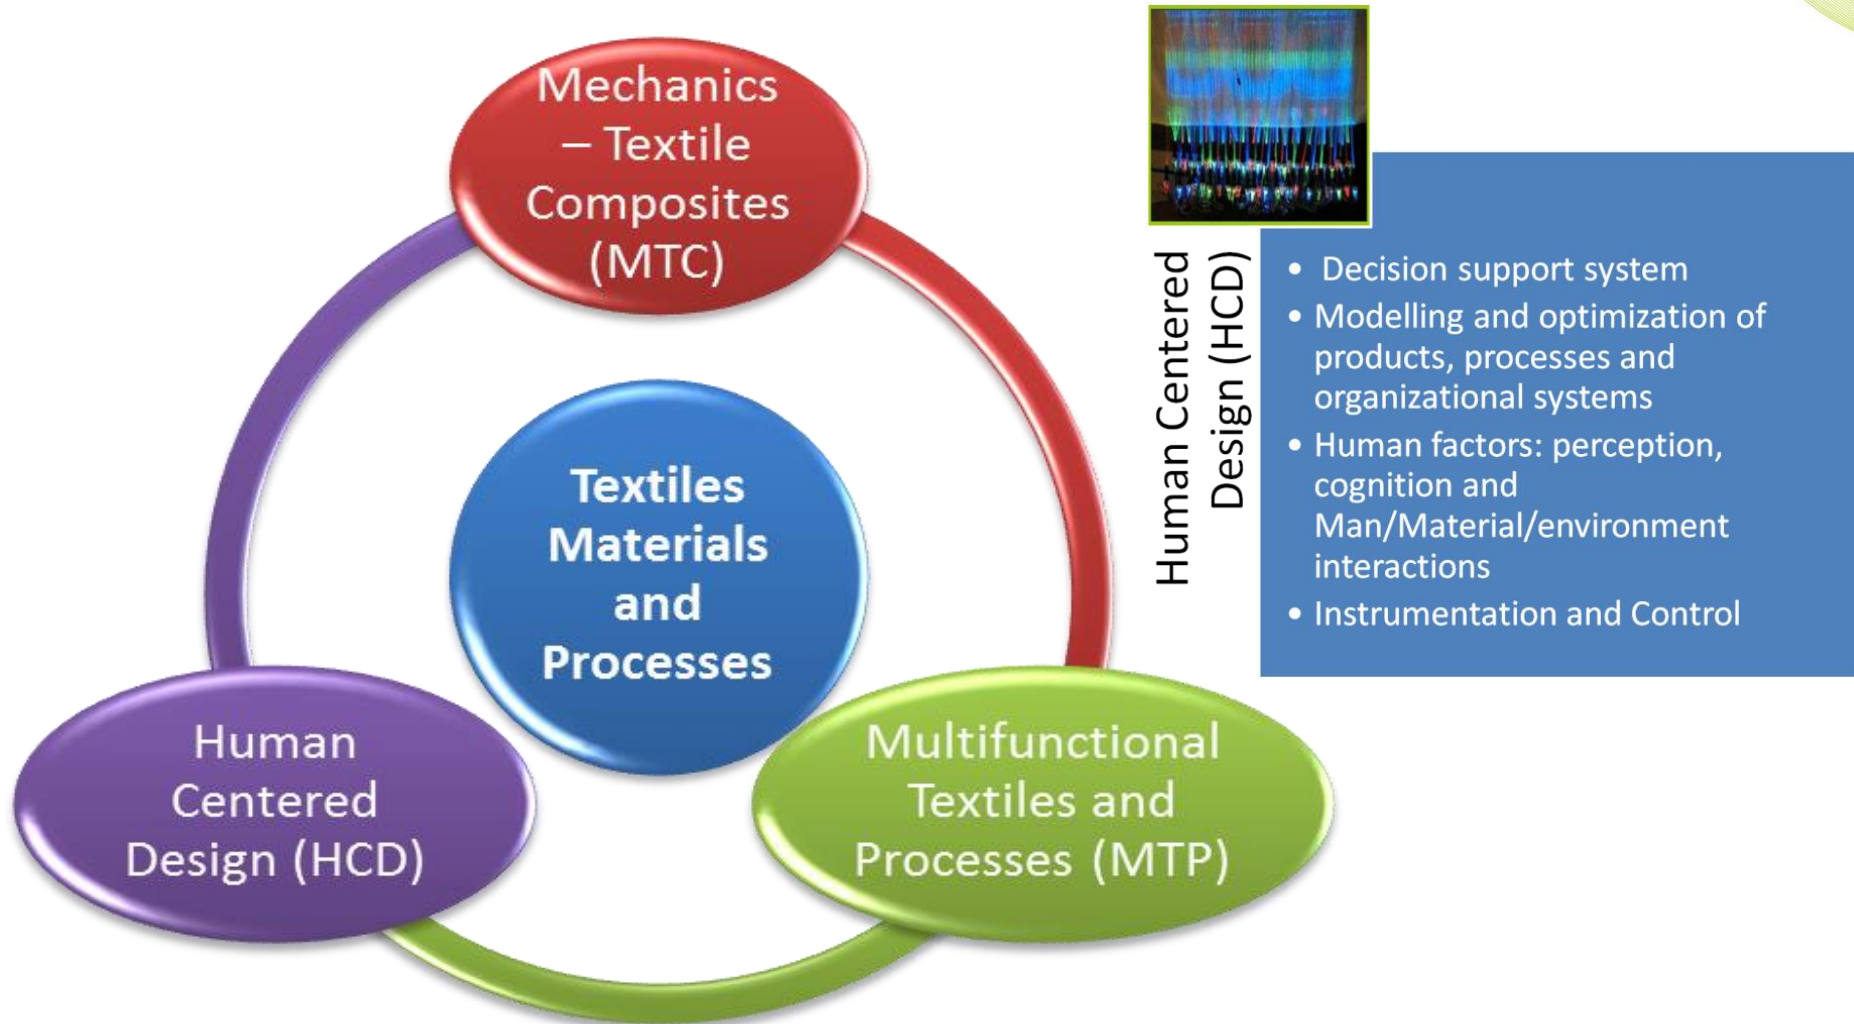 Mechanics
– Textile
Composites
(MTC)
Textiles
Materials
and
Processes
Human
Centered
Design (HCD)
Multifunctional
Textiles and
Processes (MTP)
Human Centered
Design (HCD)
• Decision support system
• Modelling and optimization of
products, processes and
organizational systems
• Human factors: perception,
cognition and
Man/Material/environment
interactions
• Instrumentation and Control